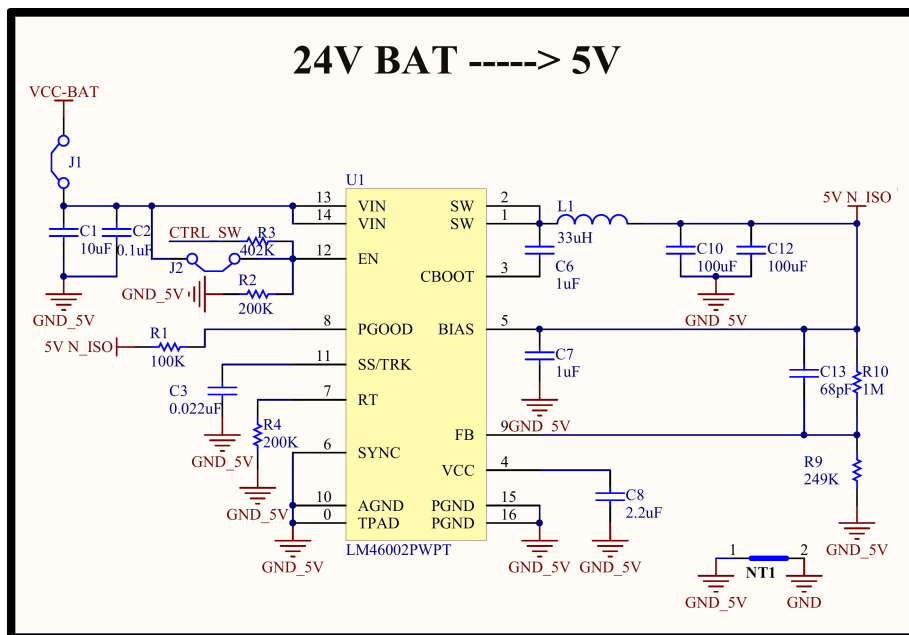 24V BAT -----> 5V
VCC-BAT
J1
C1
10uF
C2
0.1uF
GND_5V
CTRL_SW
R3
402K
J2
R2
200K
GND_5V
5V N_ISO
R1
100K
C3
0.022uF
GND_5V
R4
200K
GND_5V
GND_5V
U1
13 VIN
14 VIN
12 EN
8 PGOOD
11 SS/TRK
7 RT
6 SYNC
10 AGND
0 TPAD
SW 2
SW 1
CBOOT 3
BIAS 5
FB 9
VCC 4
PGND 15
PGND 16
LM46002PWPT
L1
33uH
C6
1uF
C7
1uF
GND_5V
GND_5V
C8
2.2uF
GND_5V
C10
100uF
C12
100uF
GND_5V
5V N_ISO
C13
68pF
R10
1M
R9
249K
GND_5V
1 2
NT1
GND_5V
GND